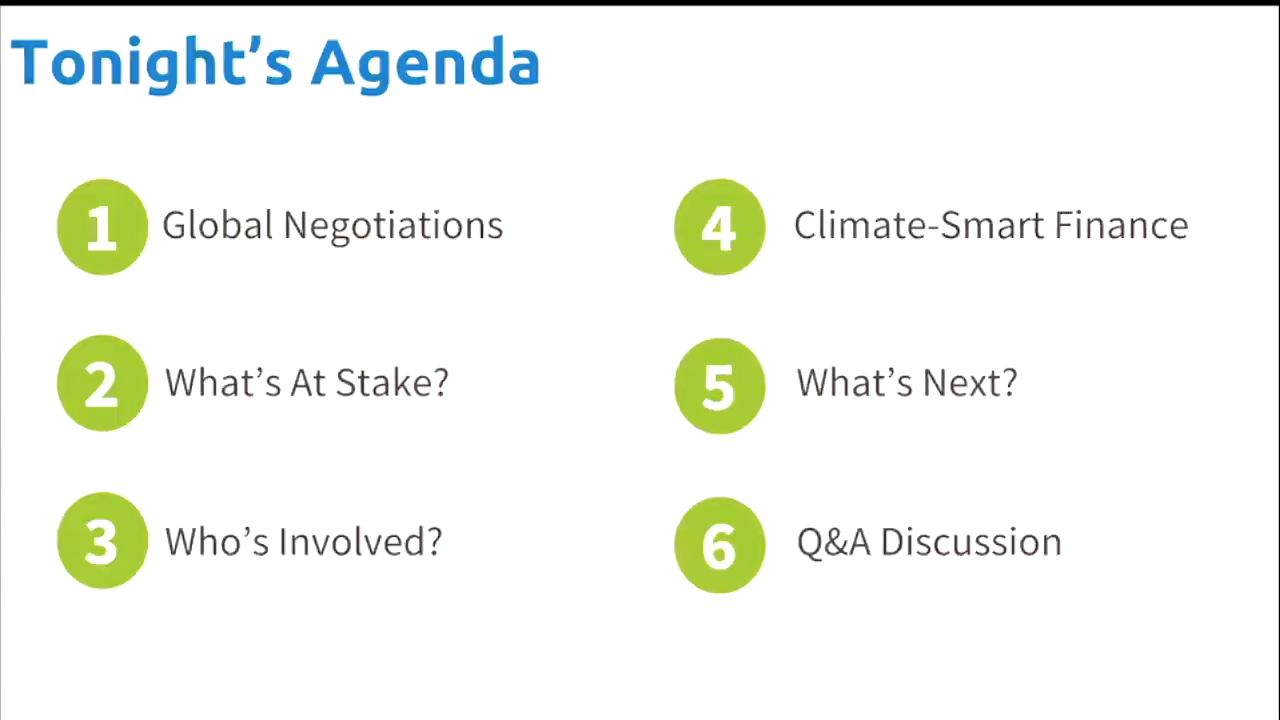 Tonight’s Agenda
1 Global Negotiations
2 What’s At Stake?
3 Who’s Involved?
4 Climate-Smart Finance
5 What’s Next?
6 Q&A Discussion